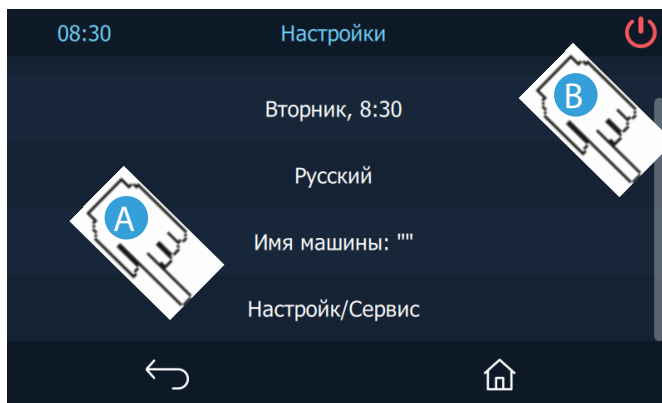 08:30 Настройки
B
Вторник, 8:30
Русский
A
Имя машины: ""
Настройк/Сервис